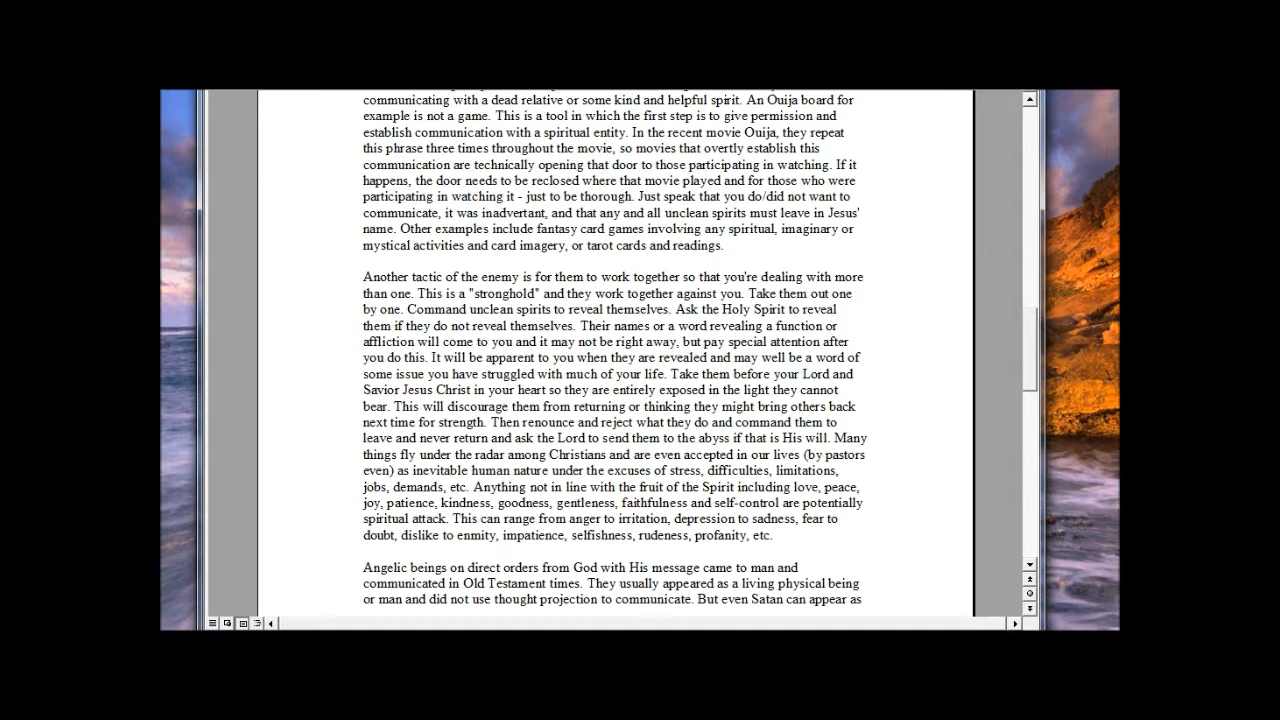 communicating with a dead relative or some kind and helpful spirit. An Ouija board for
example is not a game. This is a tool in which the first step is to give permission and
establish communication with a spiritual entity. In the recent movie Ouija, they repeat
this phrase three times throughout the movie, so movies that overtly establish this
communication are technically opening that door to those participating in watching. If it
happens, the door needs to be reclosed where that movie played and for those who were
participating in watching it - just to be thorough. Just speak that you do/did not want to
communicate, it was inadvertant, and that any and all unclean spirits must leave in Jesus'
name. Other examples include fantasy card games involving any spiritual, imaginary or
mystical activities and card imagery, or tarot cards and readings.
Another tactic of the enemy is for them to work together so that you're dealing with more
than one. This is a "stronghold" and they work together against you. Take them out one
by one. Command unclean spirits to reveal themselves. Ask the Holy Spirit to reveal
them if they do not reveal themselves. Their names or a word revealing a function or
affliction will come to you and it may not be right away, but pay special attention after
you do this. It will be apparent to you when they are revealed and may well be a word of
some issue you have struggled with much of your life. Take them before your Lord and
Savior Jesus Christ in your heart so they are entirely exposed in the light they cannot
bear. This will discourage them from returning or thinking they might bring others back
next time for strength. Then renounce and reject what they do and command them to
leave and never return and ask the Lord to send them to the abyss if that is His will. Many
things fly under the radar among Christians and are even accepted in our lives (by pastors
even) as inevitable human nature under the excuses of stress, difficulties, limitations,
jobs, demands, etc. Anything not in line with the fruit of the Spirit including love, peace,
joy, patience, kindness, goodness, gentleness, faithfulness and self-control are potentially
spiritual attack. This can range from anger to irritation, depression to sadness, fear to
doubt, dislike to enmity, impatience, selfishness, rudeness, profanity, etc.
Angelic beings on direct orders from God with His message came to man and
communicated in Old Testament times. They usually appeared as a living physical being
or man and did not use thought projection to communicate. But even Satan can appear as